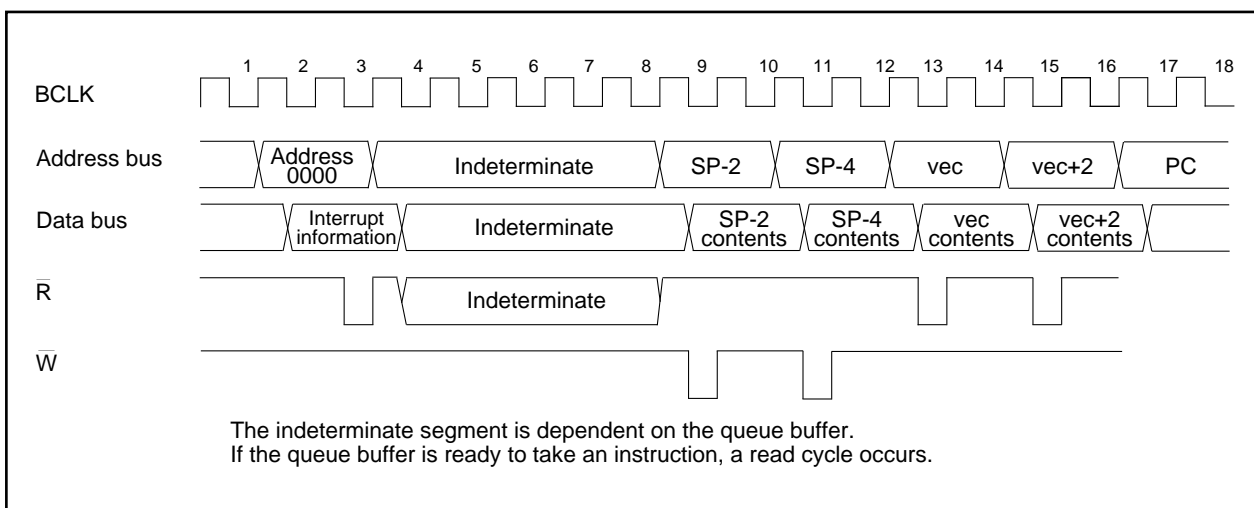 1 2 3 4 5 6 7 8 9 10 11 12 13 14 15 16 17 18
BCLK
Address bus
Address
0000
Indeterminate
SP-2
SP-4
vec
vec+2
PC
Data bus
Interrupt
information
Indeterminate
SP-2
contents
SP-4
contents
vec
contents
vec+2
contents
R̅
Indeterminate
W̅
The indeterminate segment is dependent on the queue buffer.
If the queue buffer is ready to take an instruction, a read cycle occurs.